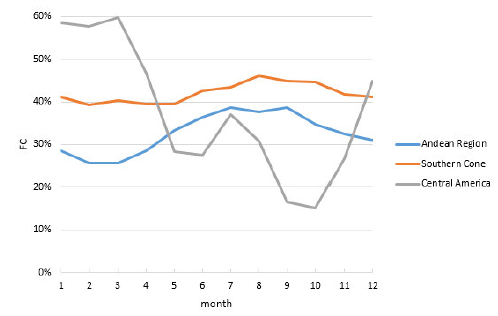 60%
50%
40%
30%
20%
10%
0%
FC
1 2 3 4 5 6 7 8 9 10 11 12
month
Andean Region
Southern Cone
Central America